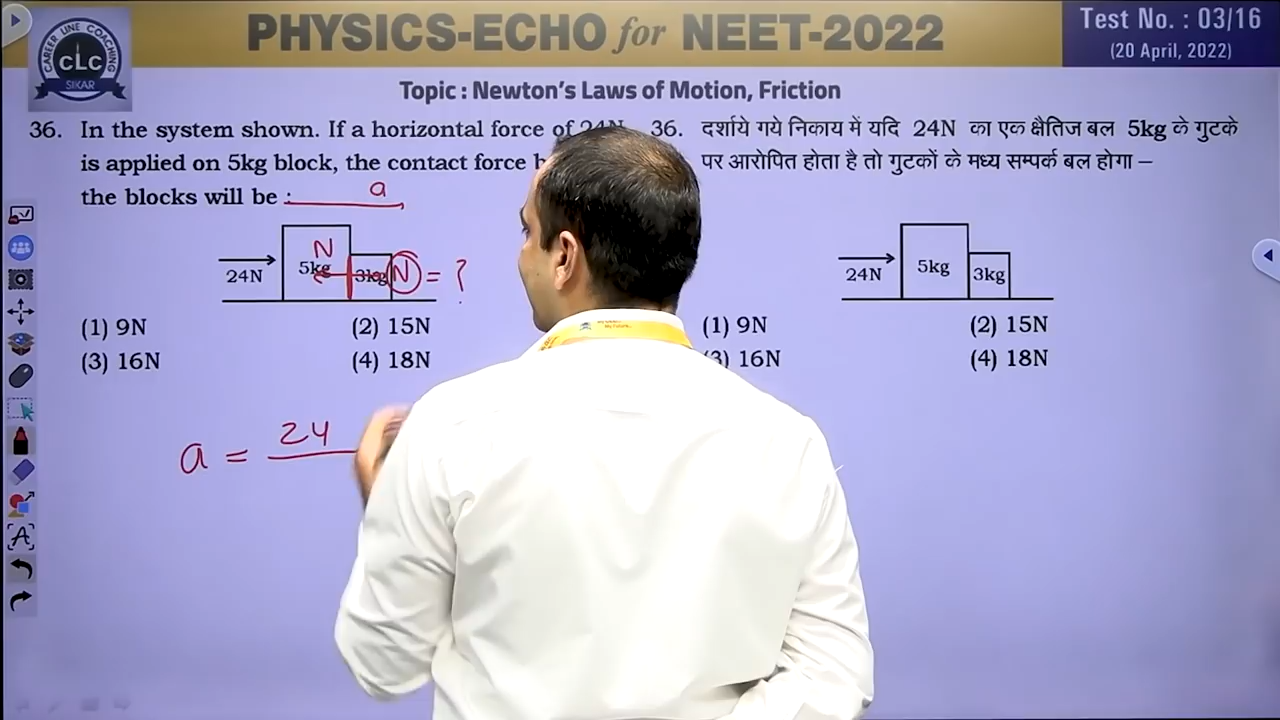 PHYSICS-ECHO for NEET-2022
Test No. : 03/16
(20 April, 2022)
CAREER LINE COACHING
CLC
SIKAR
Topic : Newton's Laws of Motion, Friction
36. In the system shown. If a horizontal force of 24N
is applied on 5kg block, the contact force
the blocks will be :
a
N
24N
5kg
3kg
N = ?
(1) 9N
(2) 15N
(3) 16N
(4) 18N
a = 24
36. दर्शाये गये निकाय में यदि 24N का एक क्षैतिज बल 5kg के गुटके
पर आरोपित होता है तो गुटकों के मध्य सम्पर्क बल होगा –
24N
5kg
3kg
(1) 9N
(2) 15N
(3) 16N
(4) 18N
A